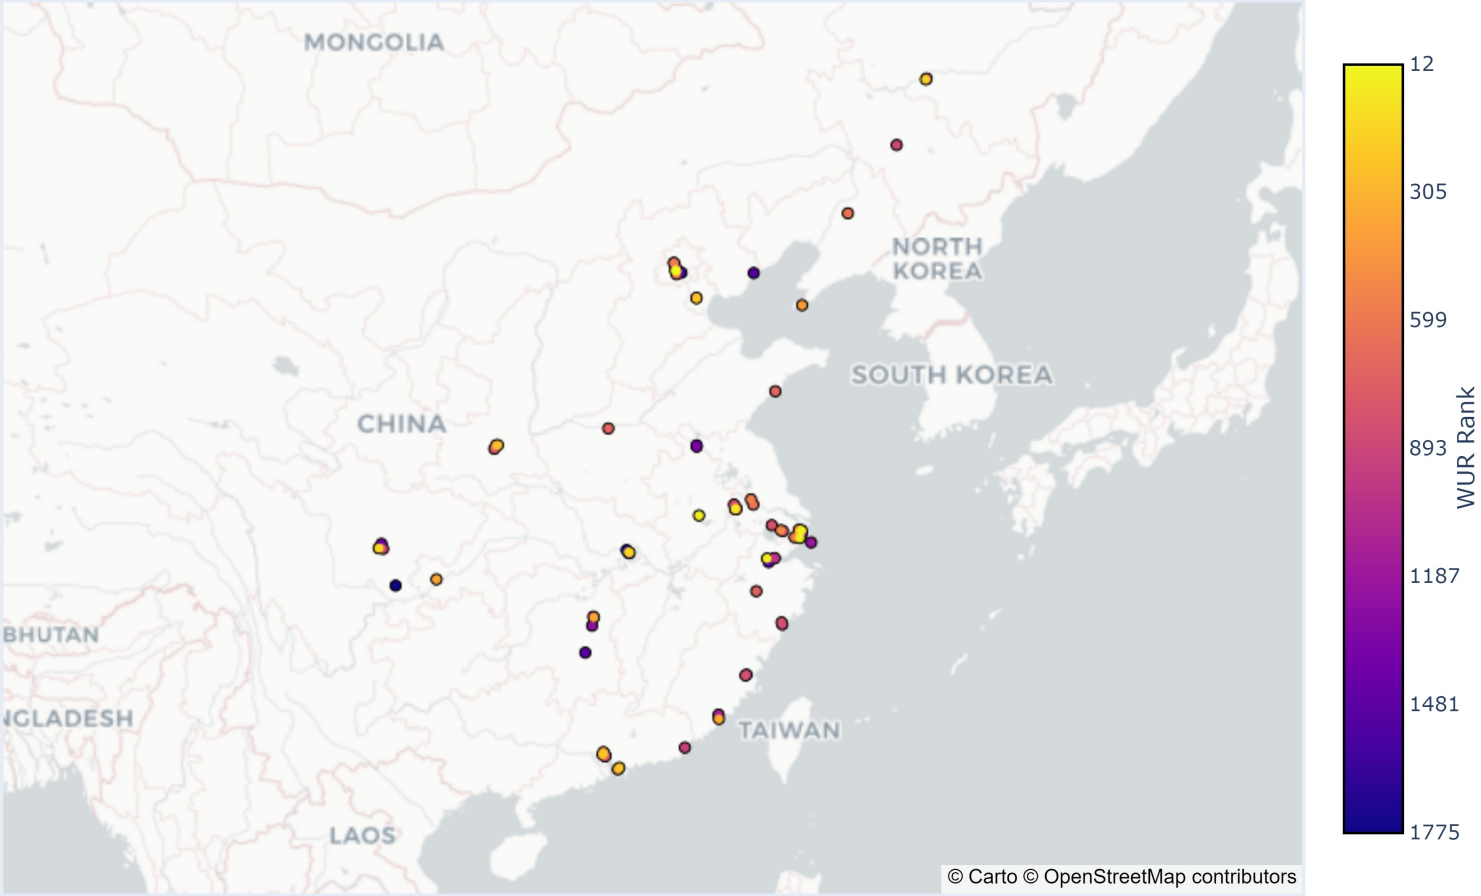 MONGOLIA
NORTH
KOREA
SOUTH KOREA
CHINA
BHUTAN
NGLADESH
TAIWAN
LAOS
© Carto © OpenStreetMap contributors
12
305
599
893
1187
1481
1775
WUR Rank